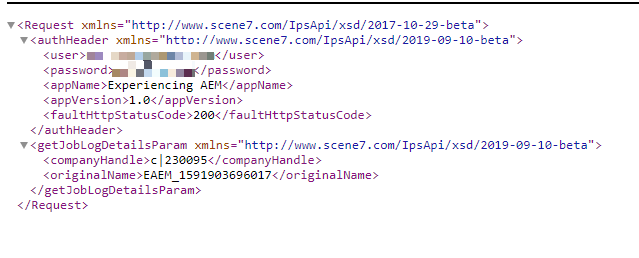 ▼<Request xmlns="http://www.scene7.com/IpsApi/xsd/2017-10-29-beta">
▼<authHeader xmlns="http://www.scene7.com/IpsApi/xsd/2019-09-10-beta">
<user></user>
<password></password>
<appName>Experiencing AEM</appName>
<appVersion>1.0</appVersion>
<faultHttpStatusCode>200</faultHttpStatusCode>
</authHeader>
▼<getJobLogDetailsParam xmlns="http://www.scene7.com/IpsApi/xsd/2019-09-10-beta">
<companyHandle>c|230095</companyHandle>
<originalName>EAEM_1591903696017</originalName>
</getJobLogDetailsParam>
</Request>